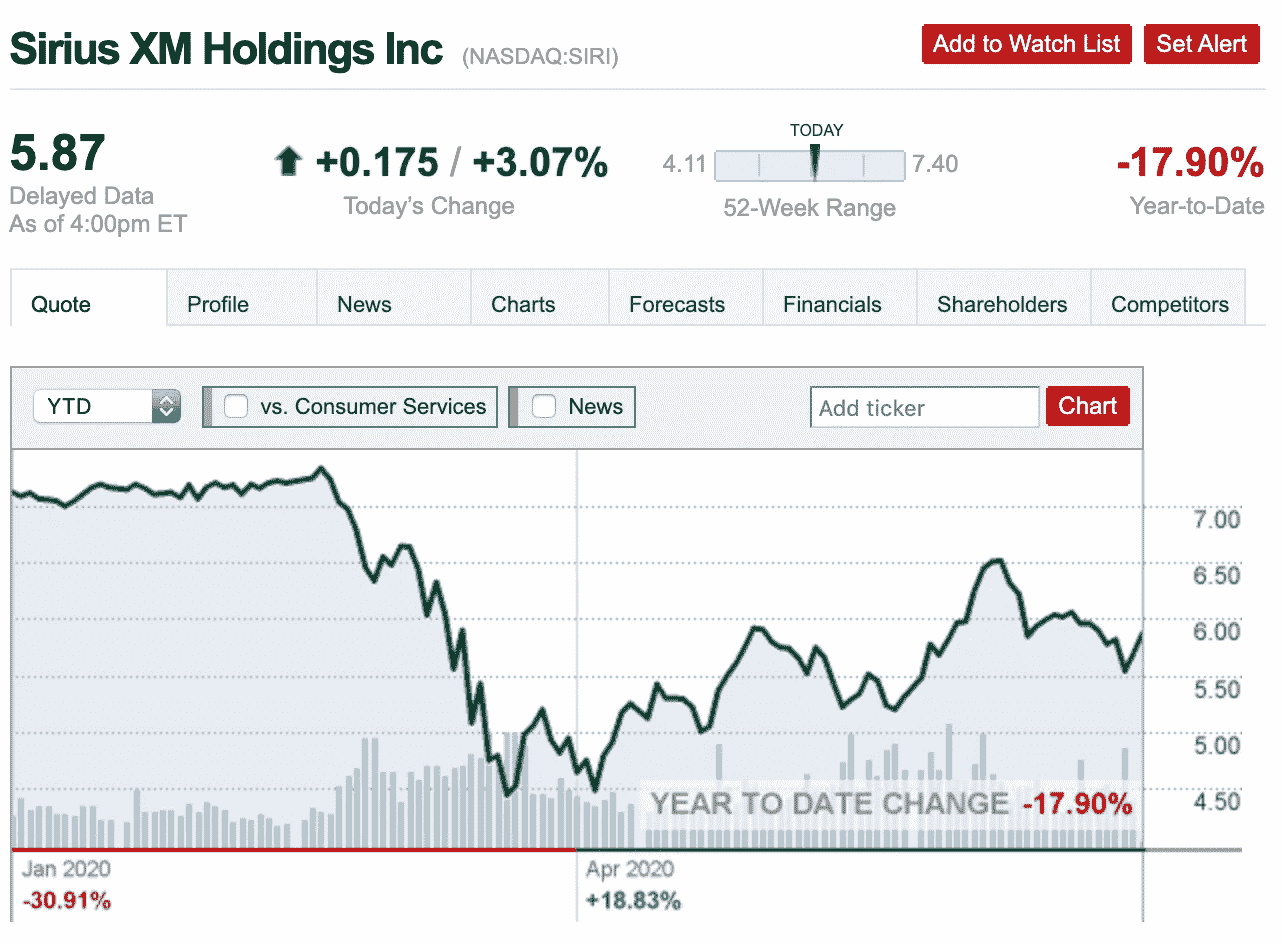 Sirius XM Holdings Inc (NASDAQ:SIRI) Add to Watch List Set Alert
TODAY
5.87 +0.175 / +3.07% 4.11 7.40 -17.90%
Delayed Data Today's Change 52-Week Range Year-to-Date
As of 4:00pm ET
Quote Profile News Charts Forecasts Financials Shareholders Competitors
YTD vs. Consumer Services News Add ticker Chart
7.00
6.50
6.00
5.50
5.00
4.50
YEAR TO DATE CHANGE -17.90%
Jan 2020 Apr 2020
-30.91% +18.83%